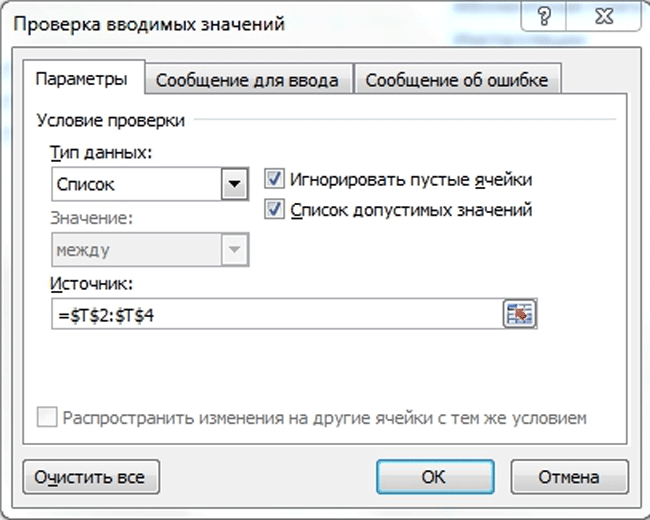 Проверка вводимых значений
Параметры
Сообщение для ввода
Сообщение об ошибке
Условие проверки
Тип данных:
Список
Игнорировать пустые ячейки
Значение:
Список допустимых значений
между
Источник:
=$T$2:$T$4
Распространить изменения на другие ячейки с тем же условием
Очистить все
ОК
Отмена